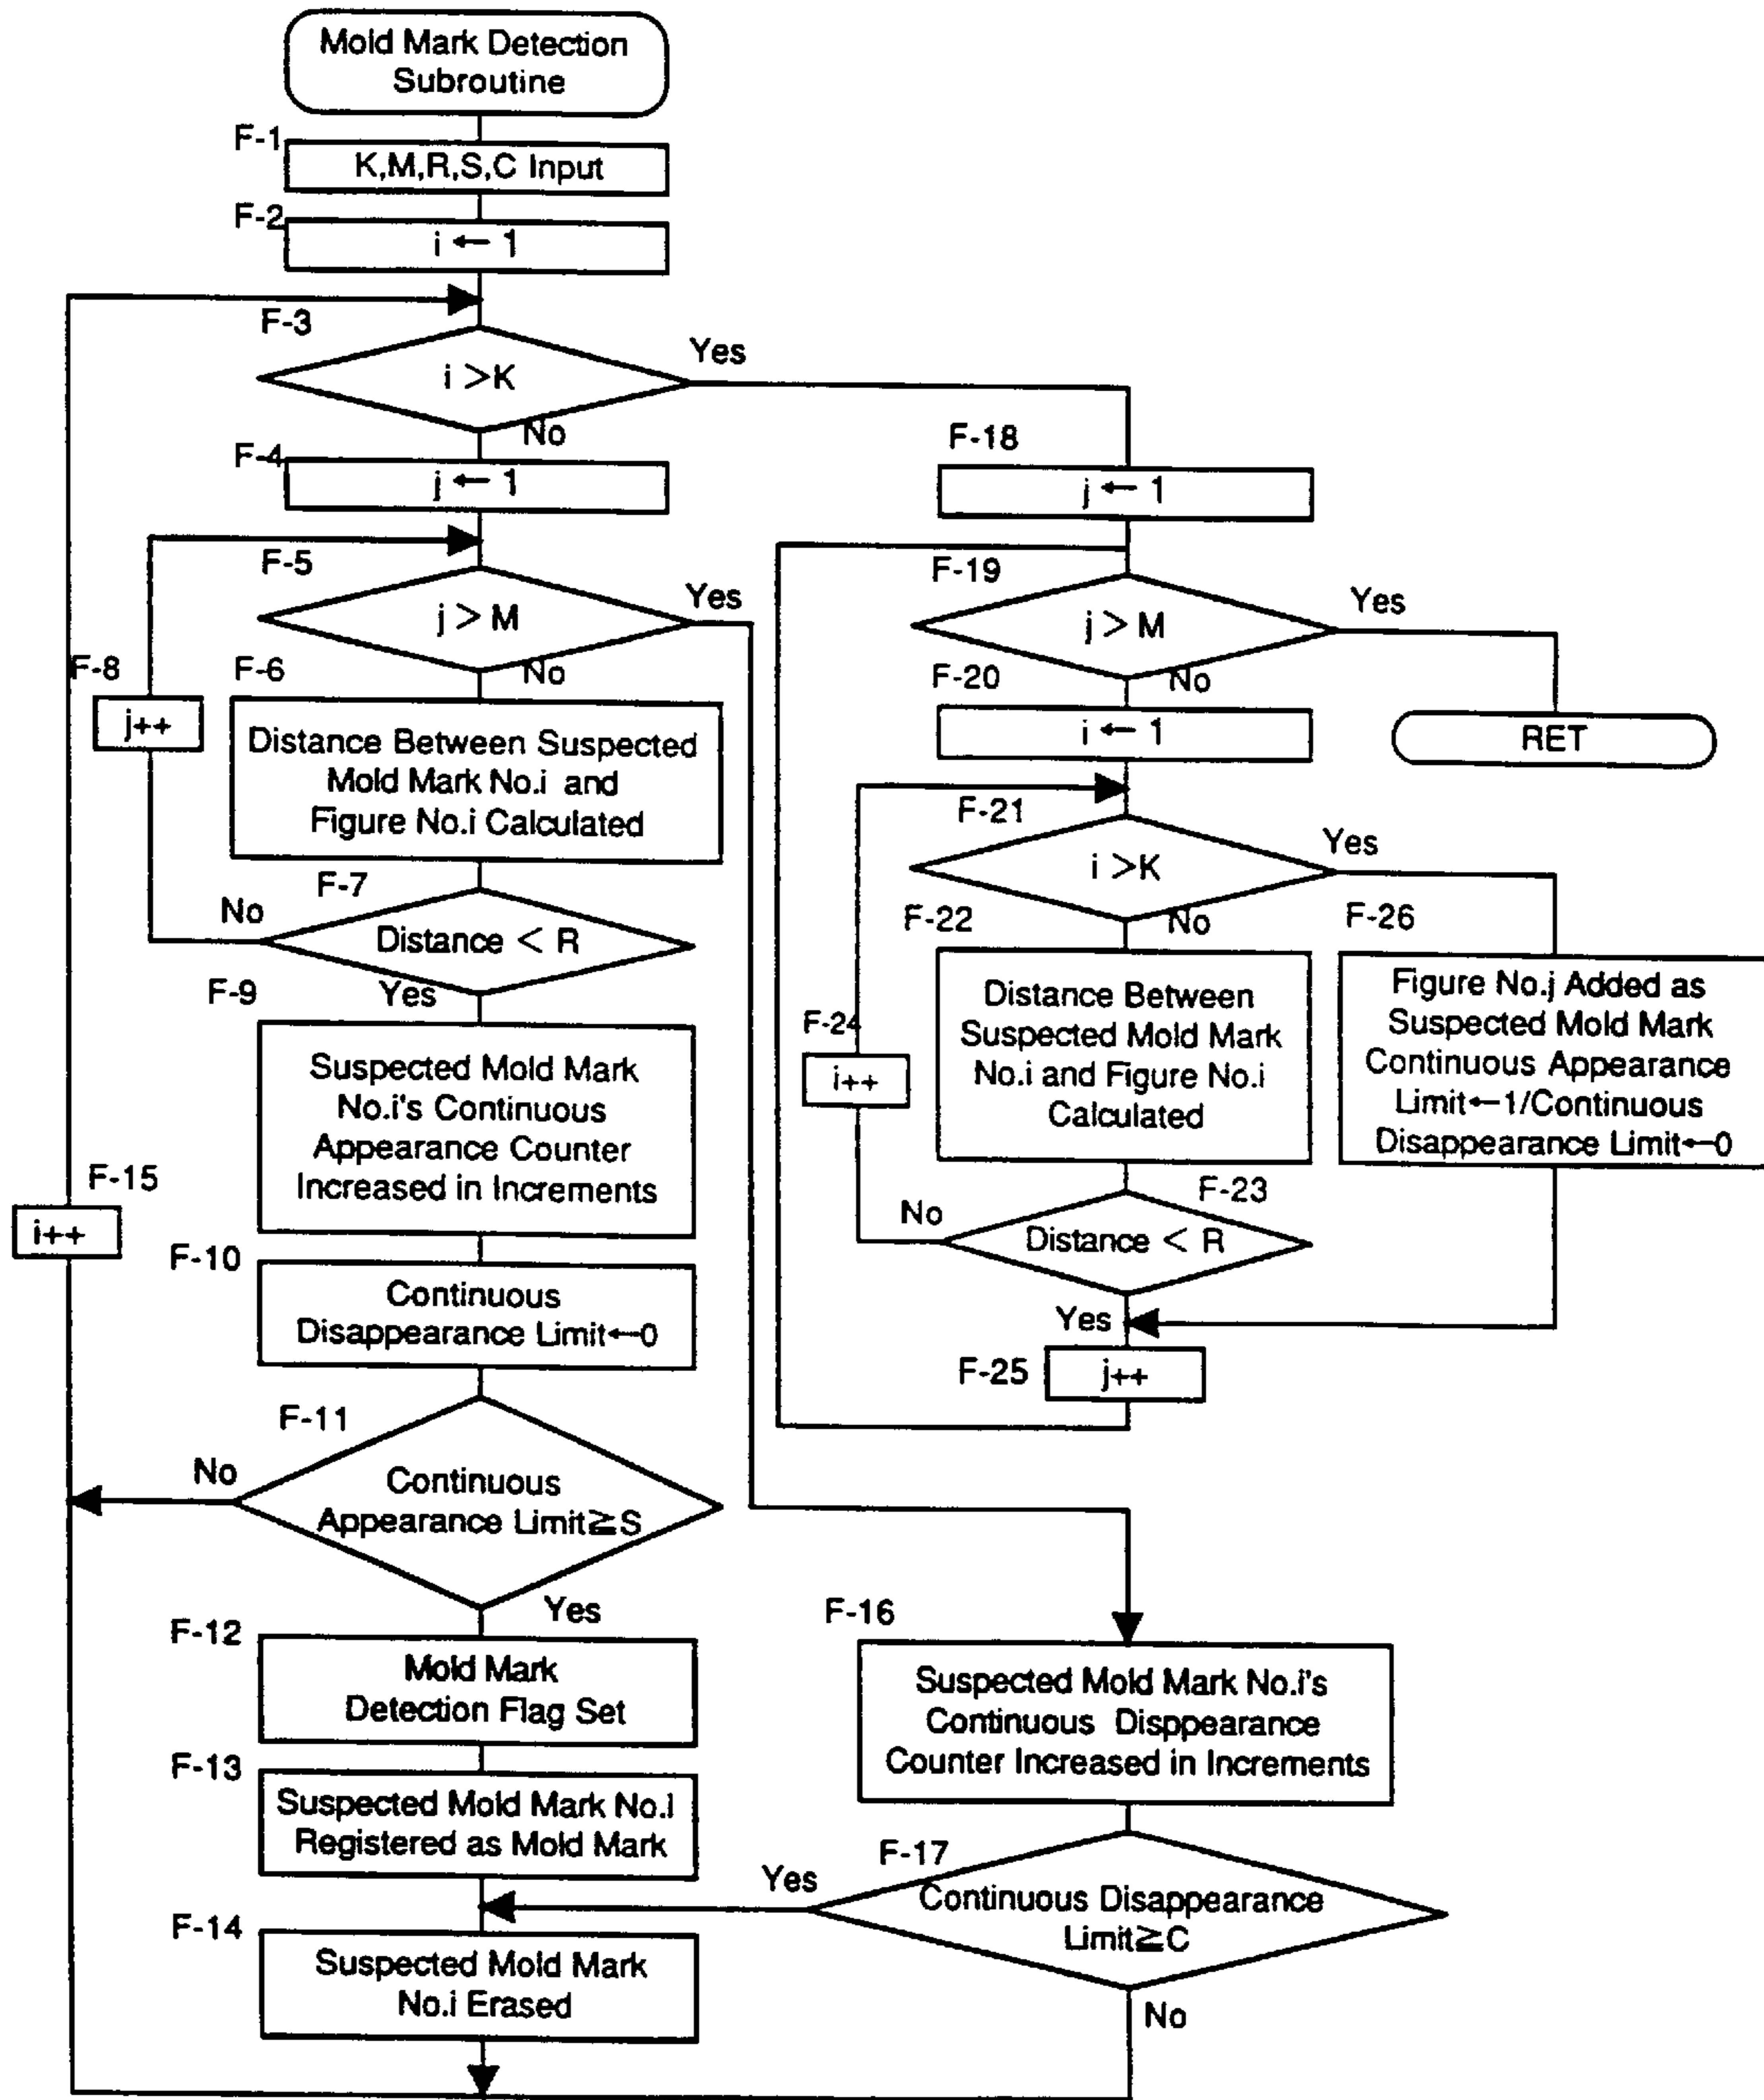 Mold Mark Detection
Subroutine
F-1
K,M,R,S,C Input
F-2
i ← 1
F-3
i >K
Yes
No
F-4
j ← 1
F-5
j > M
Yes
No
F-8
j++
F-6
Distance Between Suspected
Mold Mark No.i and
Figure No.i Calculated
F-7
No
Distance < R
Yes
F-9
Suspected Mold Mark
No.i's Continuous
Appearance Counter
Increased in Increments
F-15
i++
F-10
Continuous
Disappearance Limit←0
F-11
No
Continuous
Appearance Limit≧S
Yes
F-12
Mold Mark
Detection Flag Set
F-13
Suspected Mold Mark No.i
Registered as Mold Mark
F-14
Suspected Mold Mark
No.i Erased
F-18
j ← 1
F-19
j > M
Yes
No
RET
F-20
i ← 1
F-21
i >K
Yes
No
F-22
Distance Between
Suspected Mold Mark
No.i and Figure No.i
Calculated
F-24
i++
F-23
No
Distance < R
Yes
F-26
Figure No.j Added as
Suspected Mold Mark
Continuous Appearance
Limit←1/Continuous
Disappearance Limit←0
F-25
j++
F-16
Suspected Mold Mark No.i's
Continuous Disppearance
Counter Increased in Increments
F-17
Yes
Continuous Disappearance
Limit≧C
No